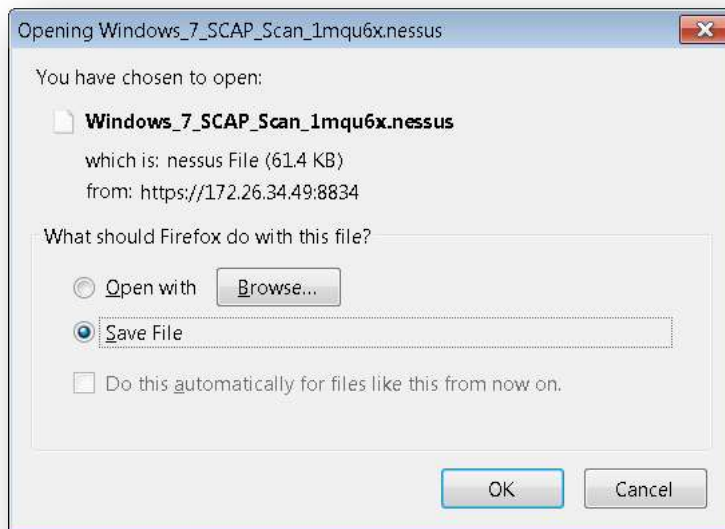 Opening Windows_7_SCAP_Scan_1mqu6x.nessus
You have chosen to open:
Windows_7_SCAP_Scan_1mqu6x.nessus
which is: nessus File (61.4 KB)
from: https://172.26.34.49:8834
What should Firefox do with this file?
Open with Browse...
Save File
Do this automatically for files like this from now on.
OK Cancel